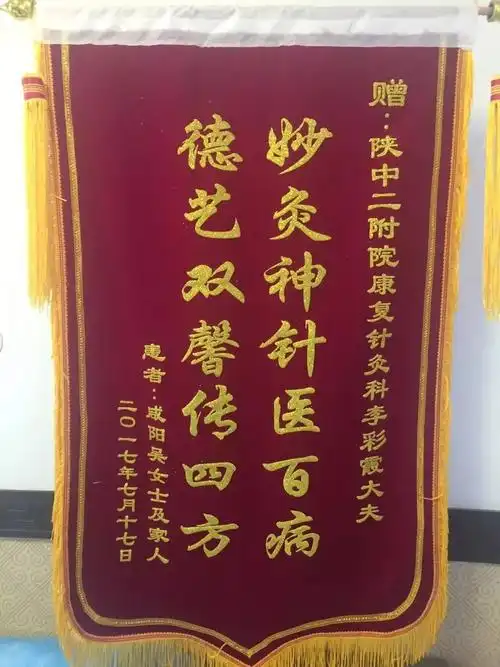 赠：陕中二附院康复针灸科李彩霞大夫
妙灸神针医百病
德艺双馨传四方
患者：咸阳吴女士及家人
二〇一七年七月十七日